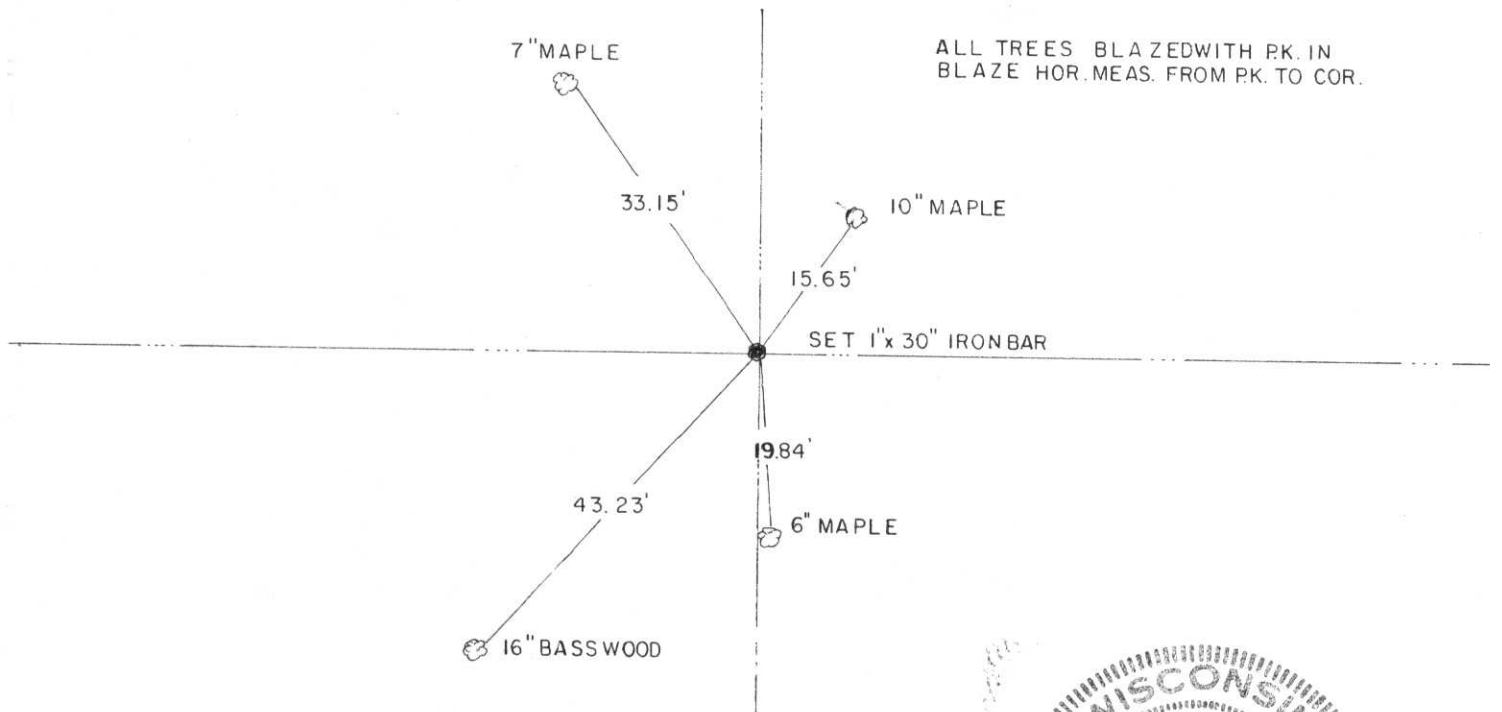 7" MAPLE
ALL TREES BLAZEDWITH P.K. IN
BLAZE HOR. MEAS. FROM P.K. TO COR.
33.15'
10" MAPLE
15.65'
SET 1" x 30" IRON BAR
19.84'
43.23'
6" MAPLE
16" BASSWOOD
WISCONSIN